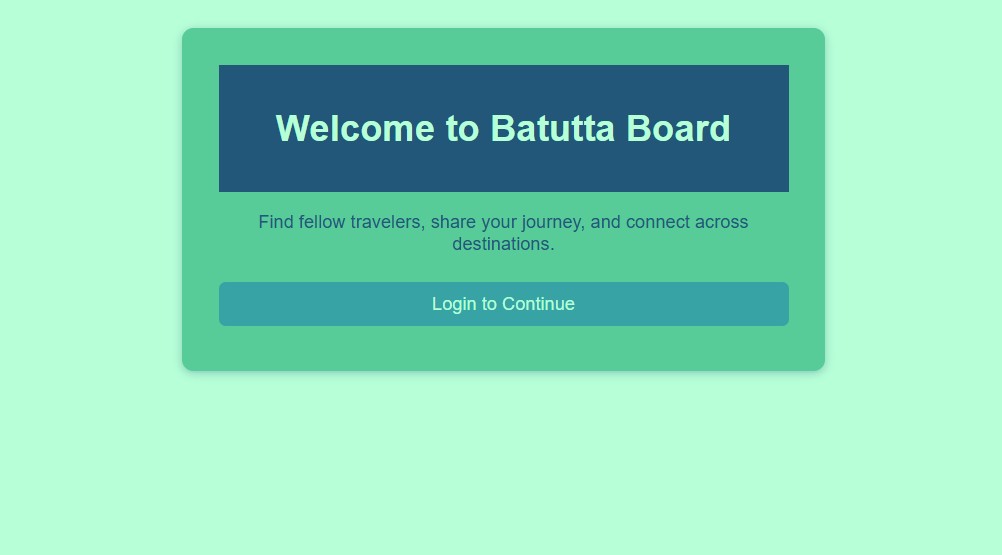 Welcome to Batutta Board
Find fellow travelers, share your journey, and connect across
destinations.
Login to Continue